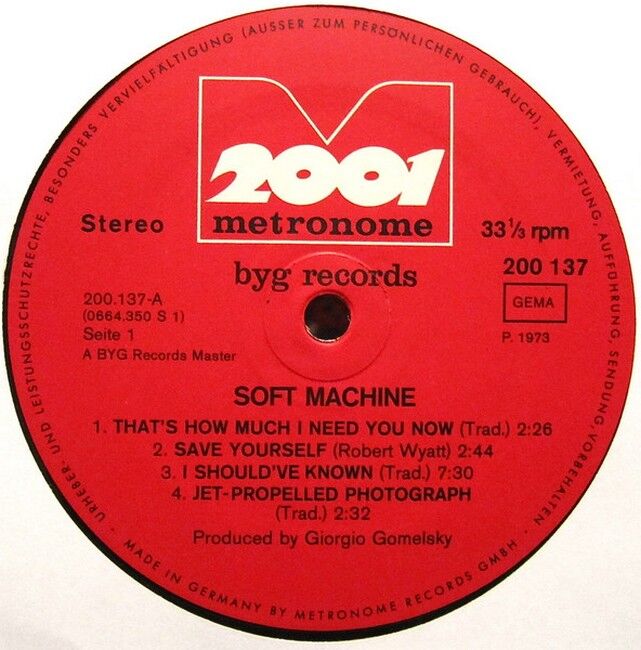 URHEBER- UND LEISTUNGSSCHUTZRECHTE, BESONDERS VERVIELFÄLTIGUNG (AUSSER ZUM PERSÖNLICHEN GEBRAUCH), VERMIETUNG, AUFFÜHRUNG, SENDUNG VORBEHALTEN •
2001
metronome
Stereo
33⅓ rpm
byg records
200 137
200.137-A
(0664.350 S 1)
GEMA
Seite 1
P. 1973
A BYG Records Master
SOFT MACHINE
1. THAT'S HOW MUCH I NEED YOU NOW (Trad.) 2:26
2. SAVE YOURSELF (Robert Wyatt) 2:44
3. I SHOULD'VE KNOWN (Trad.) 7:30
4. JET-PROPELLED PHOTOGRAPH
(Trad.) 2:32
Produced by Giorgio Gomelsky
MADE IN GERMANY BY METRONOME RECORDS GMBH •